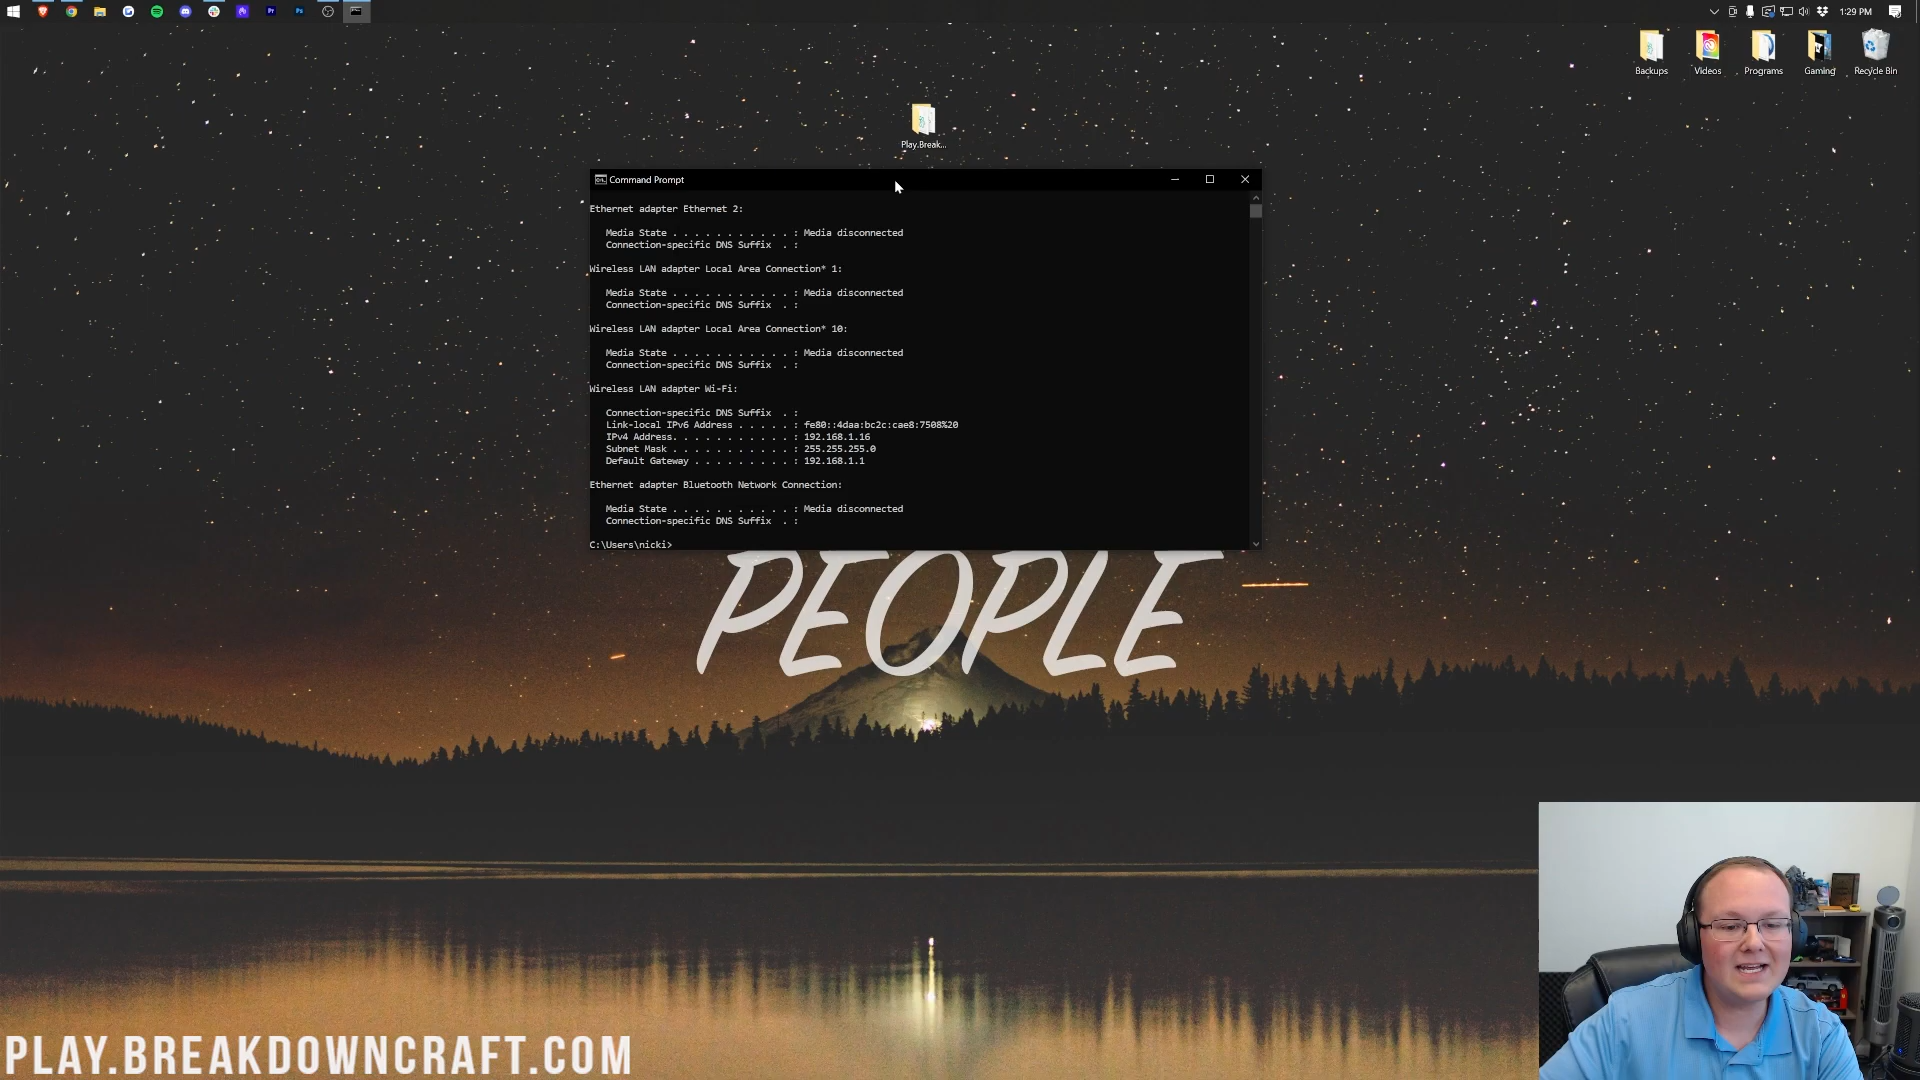 1:29 PM
Backups
Videos
Programs
Gaming
Recycle Bin
Play.Break...
Command Prompt
Ethernet adapter Ethernet 2:
Media State . . . . . . . . . . . : Media disconnected
Connection-specific DNS Suffix  . :
Wireless LAN adapter Local Area Connection* 1:
Media State . . . . . . . . . . . : Media disconnected
Connection-specific DNS Suffix  . :
Wireless LAN adapter Local Area Connection* 10:
Media State . . . . . . . . . . . : Media disconnected
Connection-specific DNS Suffix  . :
Wireless LAN adapter Wi-Fi:
Connection-specific DNS Suffix  . :
Link-local IPv6 Address . . . . . : fe80::4daa:bc2c:cae8:7508%20
IPv4 Address. . . . . . . . . . . : 192.168.1.16
Subnet Mask . . . . . . . . . . . : 255.255.255.0
Default Gateway . . . . . . . . . : 192.168.1.1
Ethernet adapter Bluetooth Network Connection:
Media State . . . . . . . . . . . : Media disconnected
Connection-specific DNS Suffix  . :
C:\Users\nicki>
PEOPLE
PLAY.BREAKDOWNCRAFT.COM